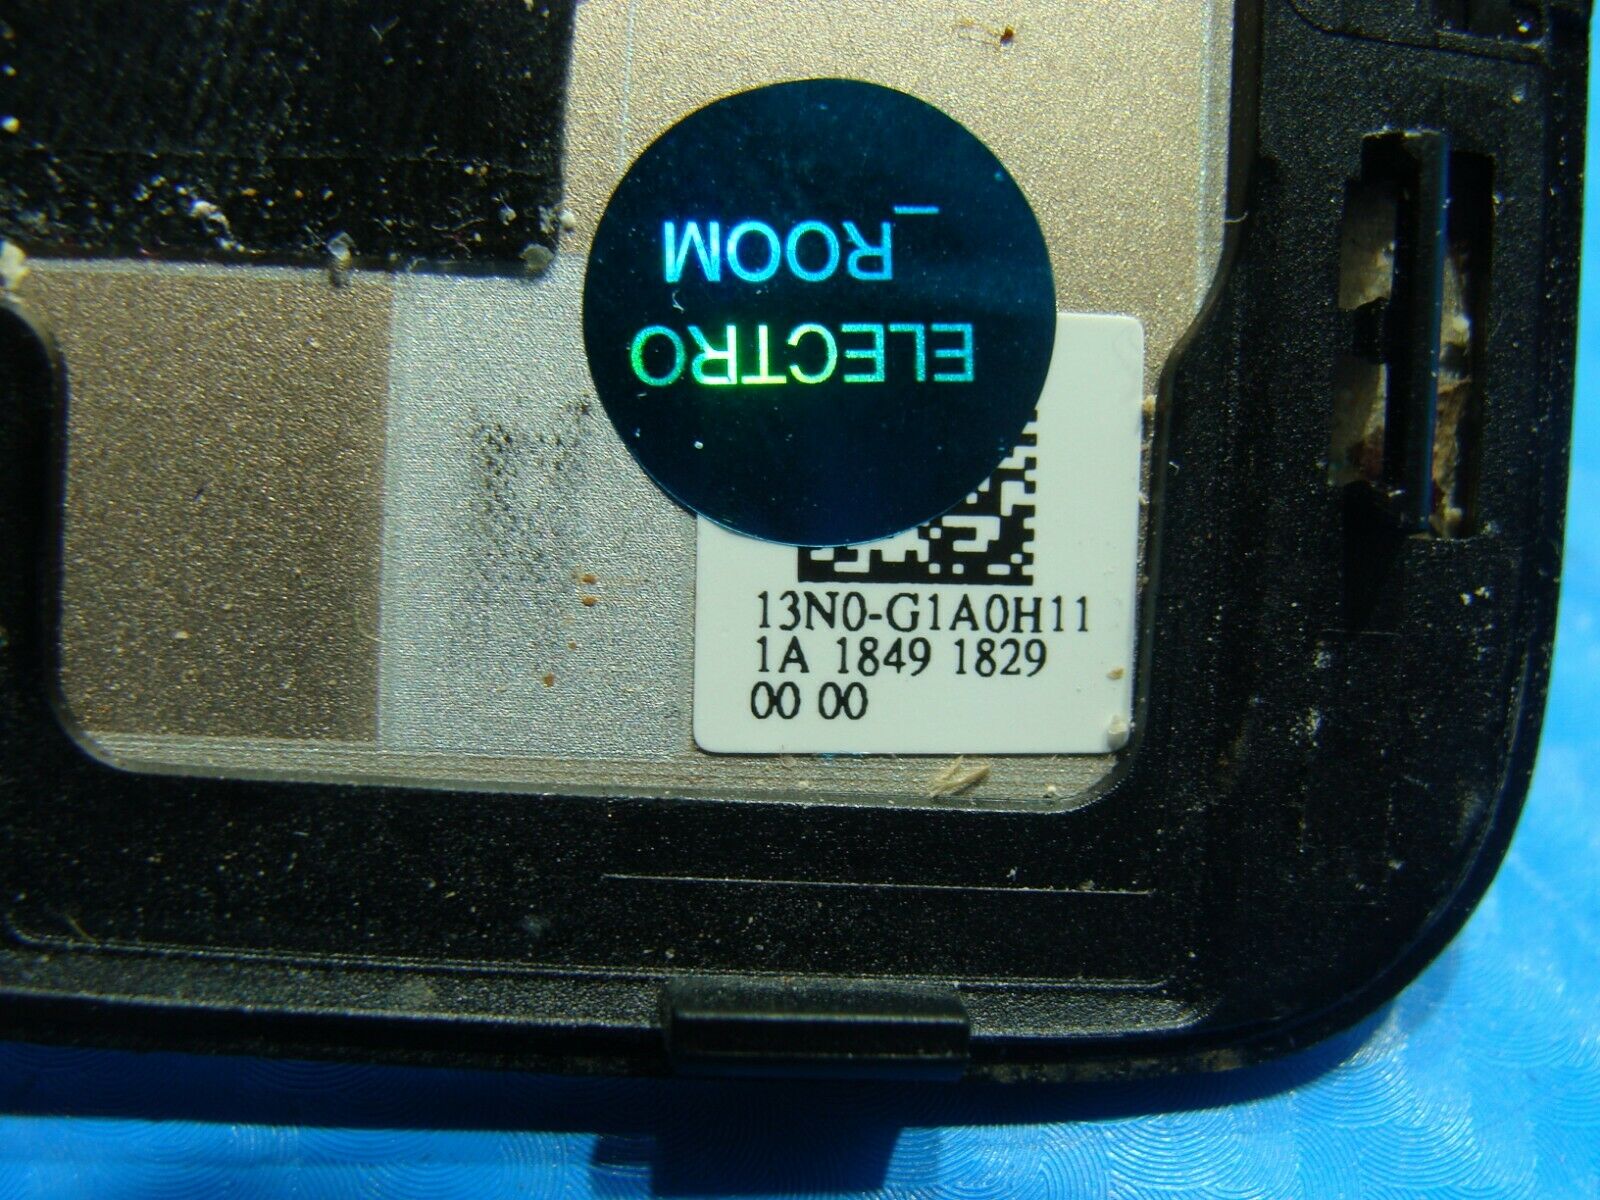 ELECTRO
_ROOM
13N0-G1A0H11
1A 1849 1829
00 00